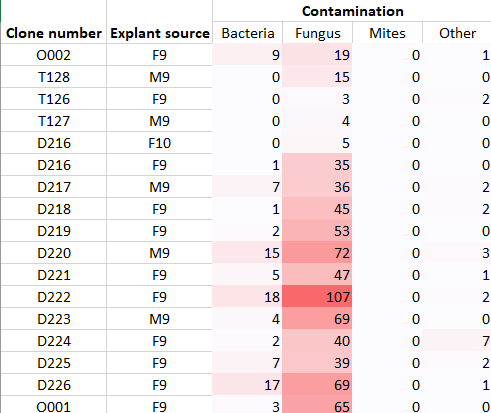 Contamination
Clone number Explant source Bacteria Fungus Mites Other
O002 F9 9 19 0 1
T128 M9 0 15 0 0
T126 F9 0 3 0 2
T127 M9 0 4 0 0
D216 F10 0 5 0 0
D216 F9 1 35 0 0
D217 M9 7 36 0 2
D218 F9 1 45 0 2
D219 F9 2 53 0 0
D220 M9 15 72 0 3
D221 F9 5 47 0 1
D222 F9 18 107 0 2
D223 M9 4 69 0 0
D224 F9 2 40 0 7
D225 F9 7 39 0 2
D226 F9 17 69 0 1
O001 F9 3 65 0 0